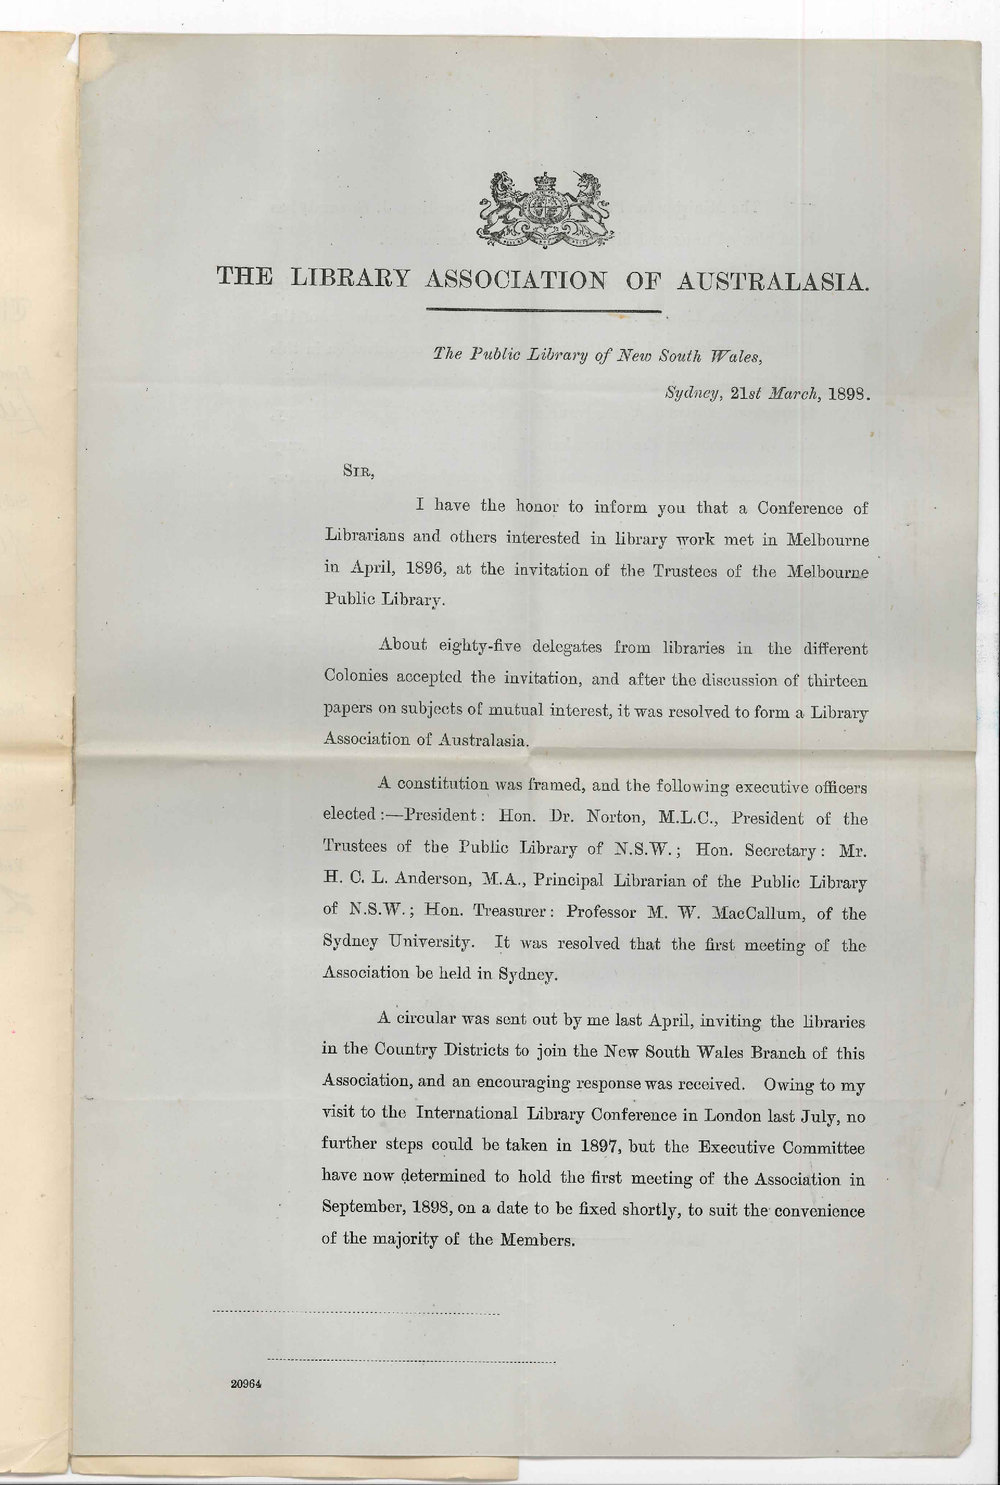 THE LIBRARY ASSOCIATION OF AUSTRALASIA.
The Public Library of New South Wales,
Sydney, 21st March, 1898.
SIR,
I have the honor to inform you that a Conference of
Librarians and others interested in library work met in Melbourne
in April, 1896, at the invitation of the Trustees of the Melbourne
Public Library.
About eighty-five delegates from libraries in the different
Colonies accepted the invitation, and after the discussion of thirteen
papers on subjects of mutual interest, it was resolved to form a Library
Association of Australasia.
A constitution was framed, and the following executive officers
elected:—President: Hon. Dr. Norton, M.L.C., President of the
Trustees of the Public Library of N.S.W.; Hon. Secretary: Mr.
H. C. L. Anderson, M.A., Principal Librarian of the Public Library
of N.S.W.; Hon. Treasurer: Professor M. W. MacCallum, of the
Sydney University. It was resolved that the first meeting of the
Association be held in Sydney.
A circular was sent out by me last April, inviting the libraries
in the Country Districts to join the New South Wales Branch of this
Association, and an encouraging response was received. Owing to my
visit to the International Library Conference in London last July, no
further steps could be taken in 1897, but the Executive Committee
have now determined to hold the first meeting of the Association in
September, 1898, on a date to be fixed shortly, to suit the convenience
of the majority of the Members.
20964